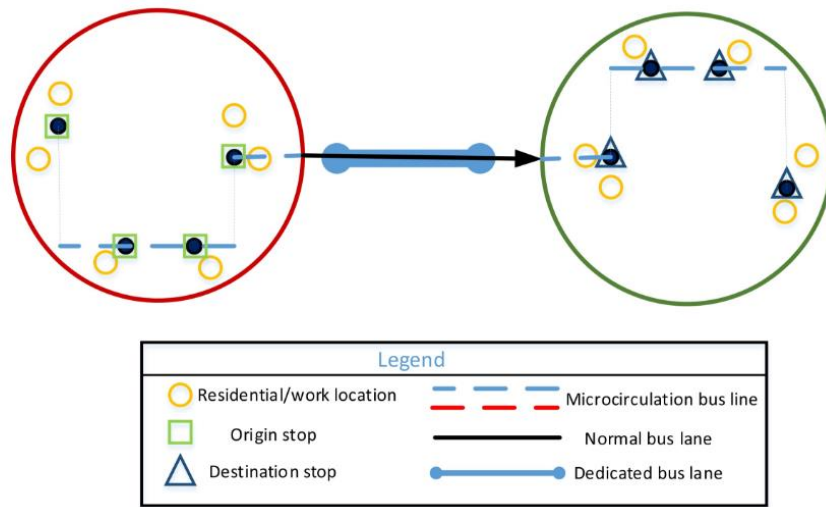 Legend
Residential/work location
Microcirculation bus line
Origin stop
Normal bus lane
Destination stop
Dedicated bus lane